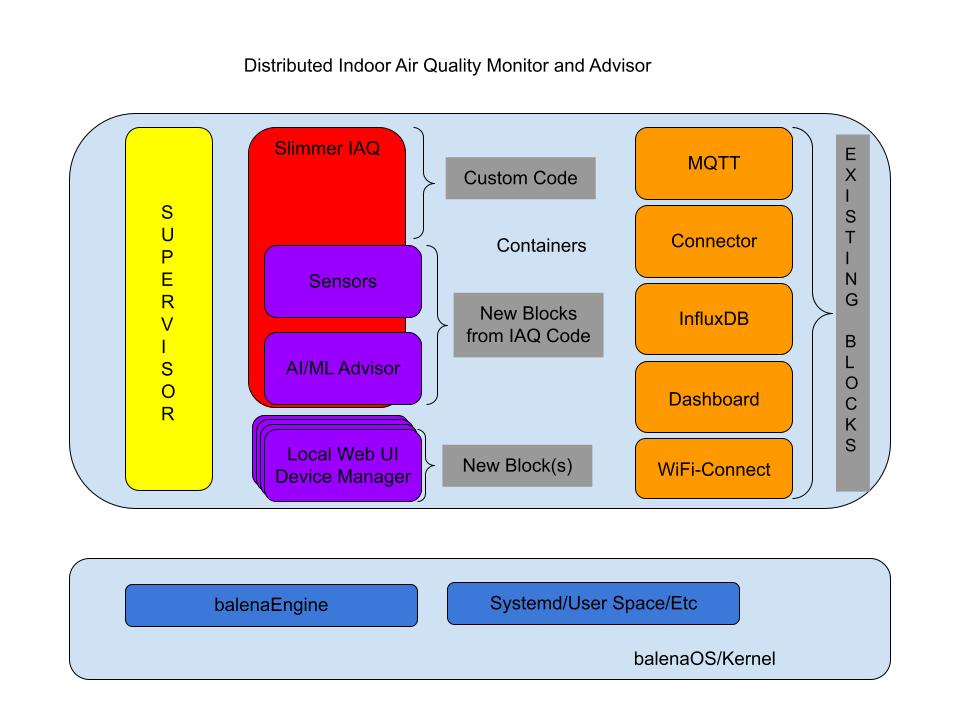 Distributed Indoor Air Quality Monitor and Advisor
SUPERVISOR
Slimmer IAQ
Custom Code
Containers
Sensors
New Blocks
from IAQ Code
AI/ML Advisor
Local Web UI
Device Manager
New Block(s)
MQTT
Connector
InfluxDB
Dashboard
WiFi-Connect
EXISTING BLOCKS
balenaEngine
Systemd/User Space/Etc
balenaOS/Kernel